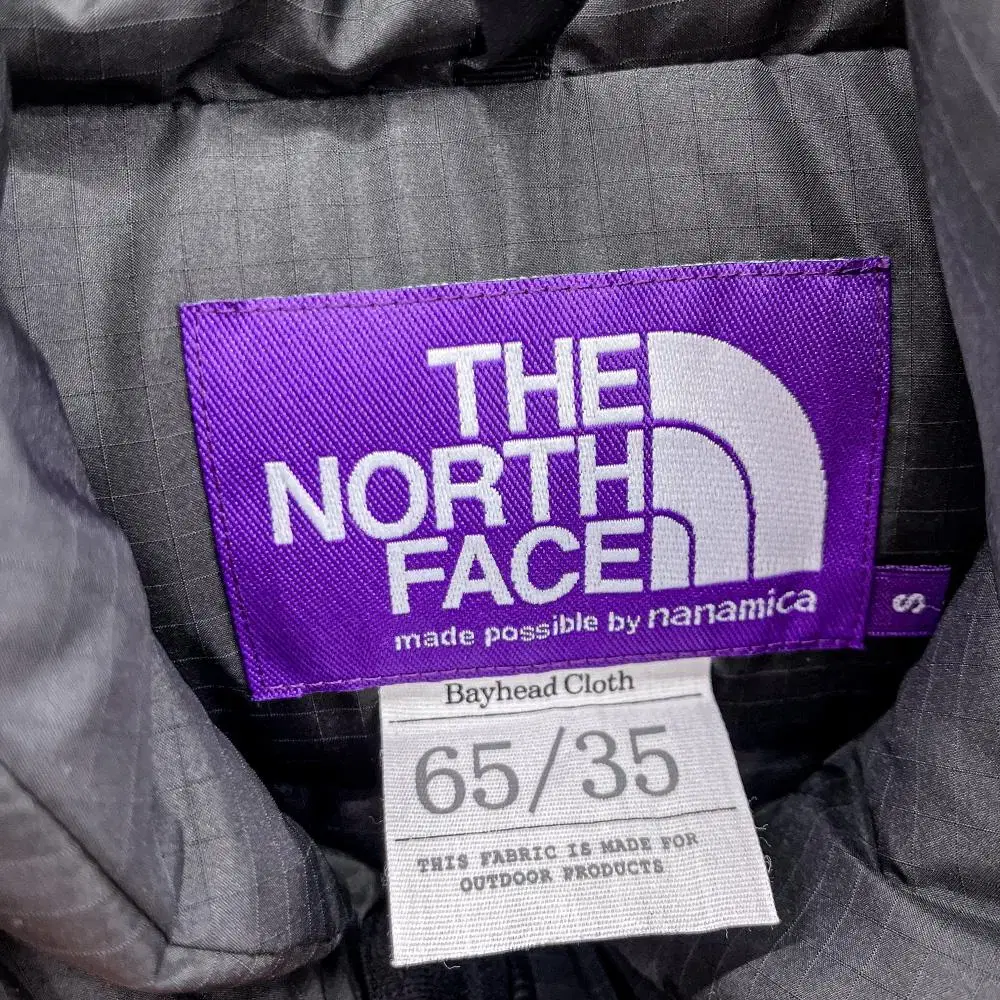 THE
NORTH
FACE
made possible by nanamica
S
Bayhead Cloth
65/35
THIS FABRIC IS MADE FOR
OUTDOOR PRODUCTS